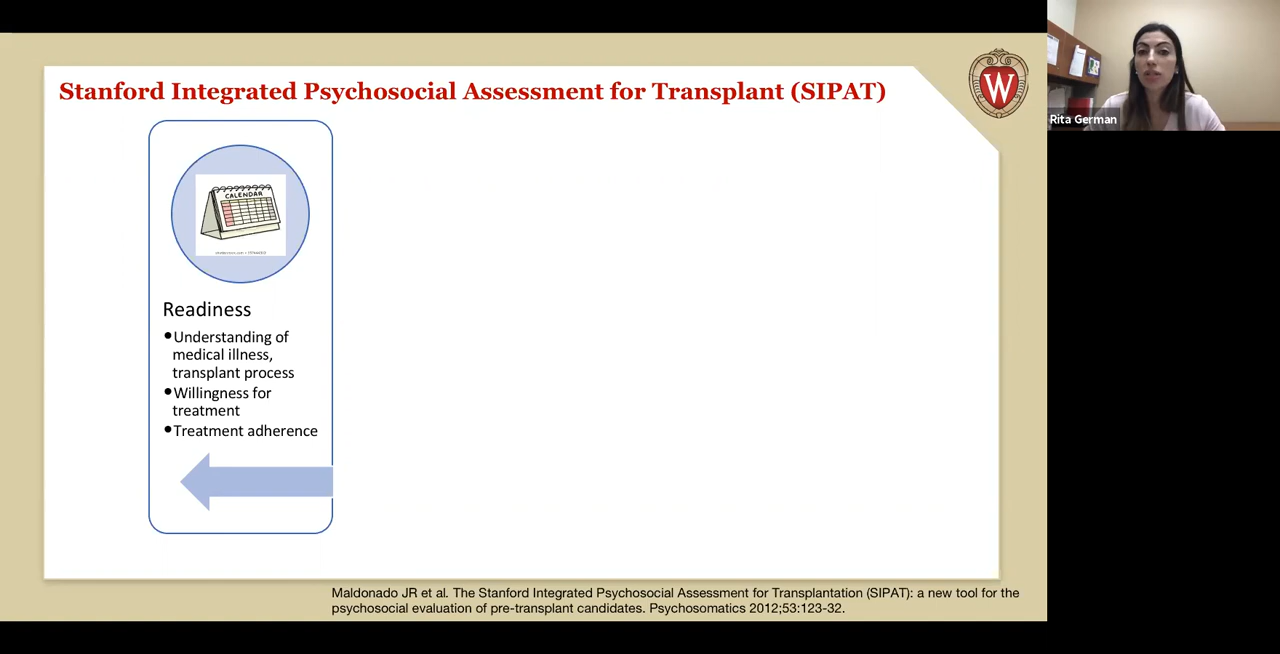 Stanford Integrated Psychosocial Assessment for Transplant (SIPAT)
W
Rita German
CALENDAR
Readiness
•Understanding of
medical illness,
transplant process
•Willingness for
treatment
•Treatment adherence
Maldonado JR et al. The Stanford Integrated Psychosocial Assessment for Transplantation (SIPAT): a new tool for the
psychosocial evaluation of pre-transplant candidates. Psychosomatics 2012;53:123-32.